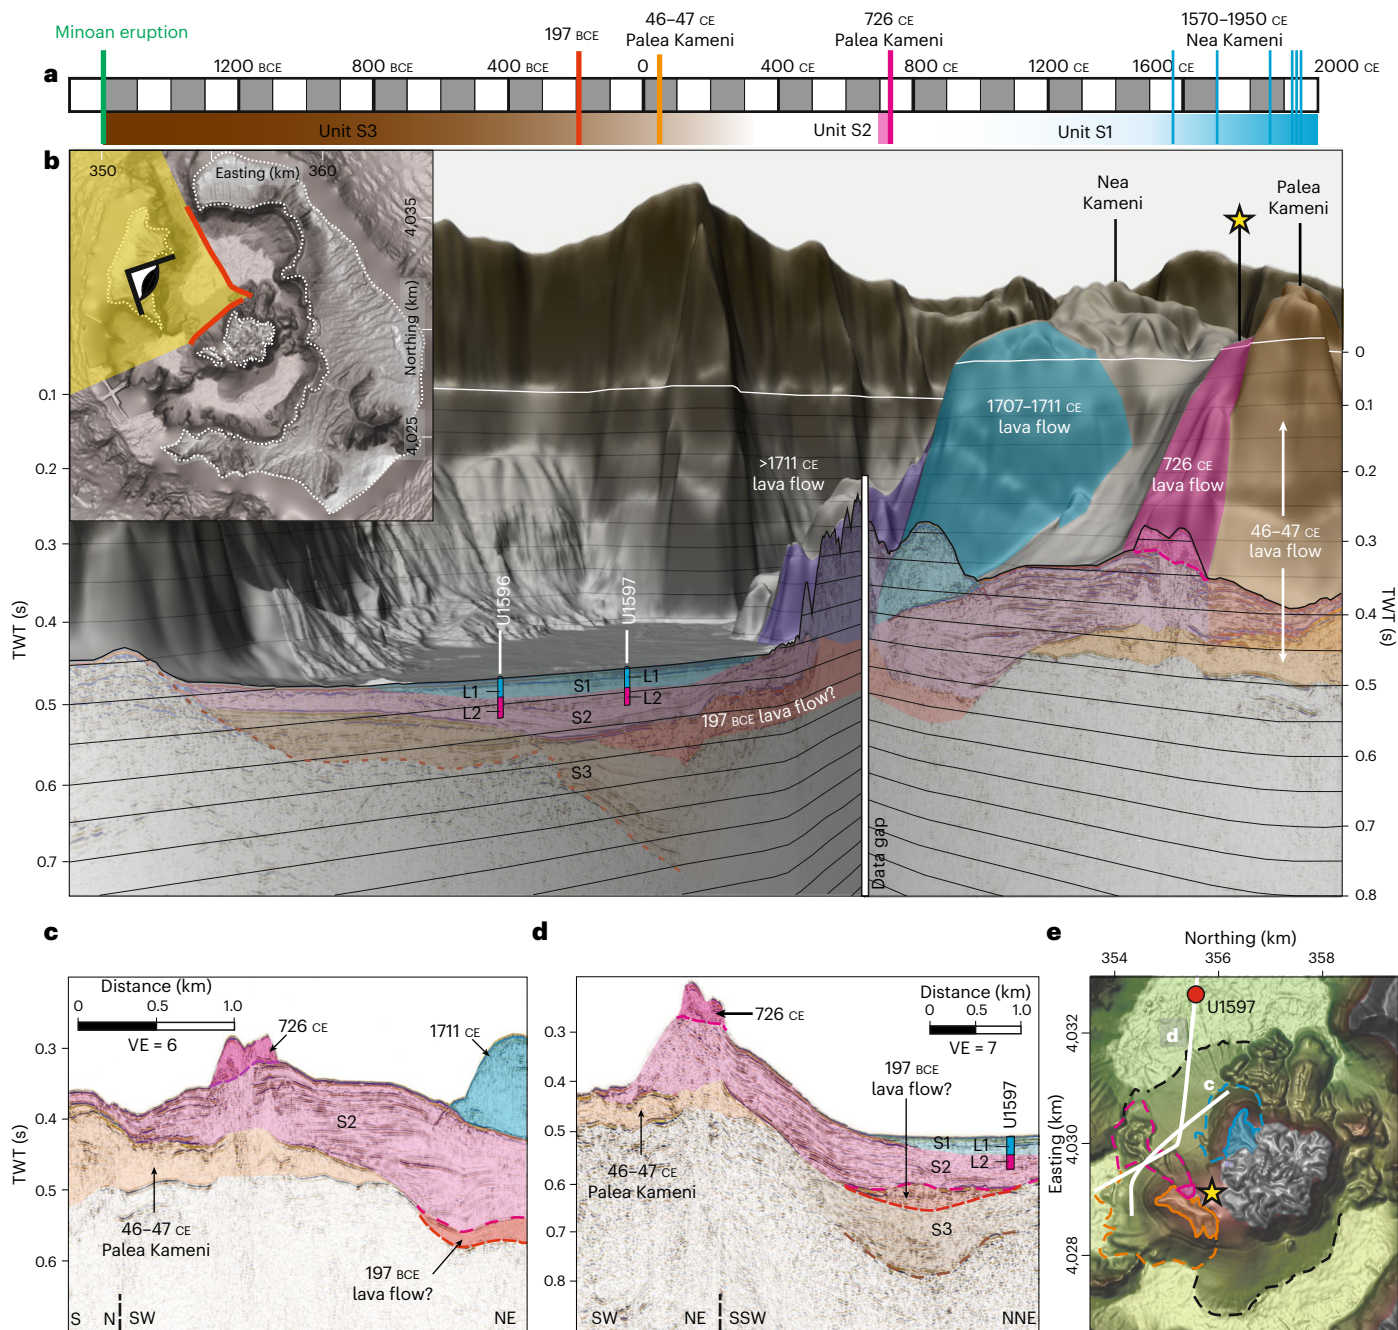 Minoan eruption
197 BCE
46–47 CE
Palea Kameni
726 CE
Palea Kameni
1570–1950 CE
Nea Kameni
a
1200 BCE
800 BCE
400 BCE
0
400 CE
800 CE
1200 CE
1600 CE
2000 CE
Unit S3
Unit S2
Unit S1
b
350
Easting (km)
360
4,035
Northing (km)
4,025
Nea
Kameni
Palea
Kameni
0
0.1
0.1
1707–1711 CE
lava flow
>1711 CE
lava flow
726 CE
lava flow
0.2
0.2
46–47 CE
lava flow
0.3
0.3
U1596
U1597
0.4
0.4
TWT (s)
TWT (s)
L1
L1
S1
L2
L2
S2
197 BCE lava flow?
0.5
0.5
S3
0.6
0.6
0.7
0.7
Data gap
0.8
c
Distance (km)
0
0.5
1.0
VE = 6
726 CE
1711 CE
0.3
0.4
0.5
0.6
TWT (s)
S2
46–47 CE
Palea Kameni
197 BCE
lava flow?
S
N
SW
NE
d
Distance (km)
0
0.5
1.0
VE = 7
726 CE
197 BCE
lava flow?
U1597
0.3
0.4
0.5
0.6
0.7
0.8
S1
L1
S2
L2
46–47 CE
Palea Kameni
S3
SW
NE
SSW
NNE
e
Northing (km)
354
356
358
U1597
4,032
d
c
Easting (km)
4,030
4,028